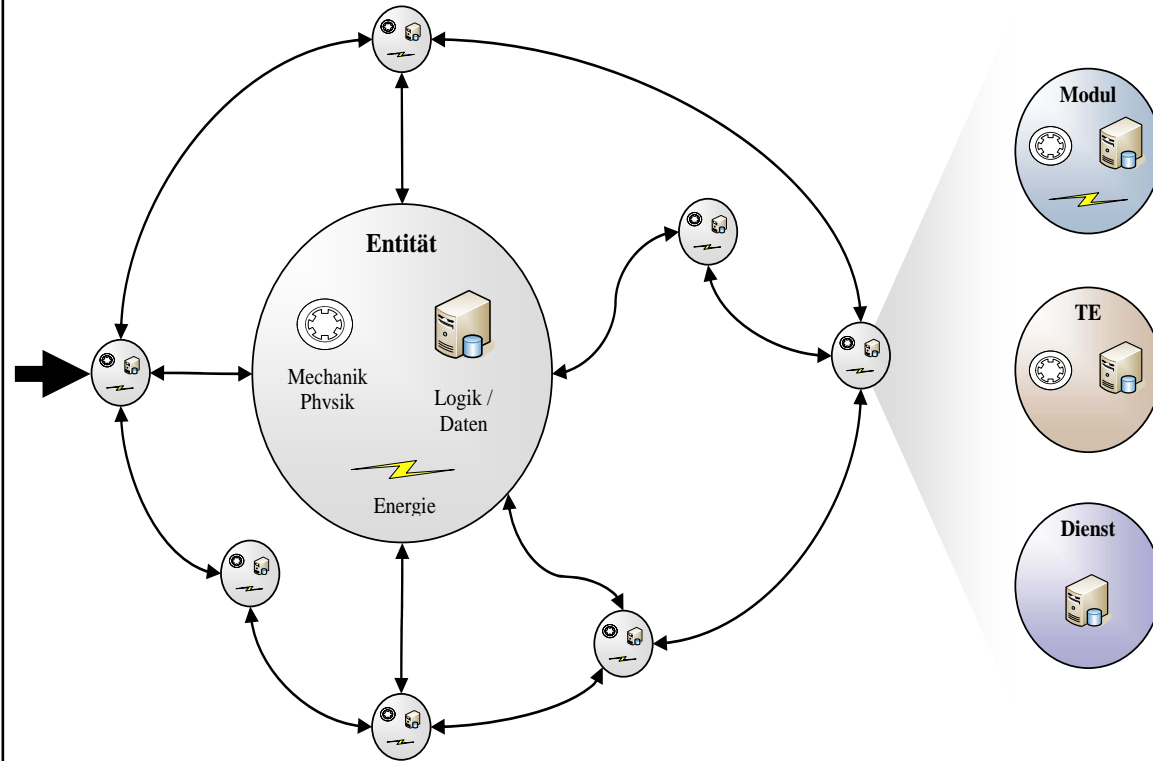 Entität
Mechanik
Physik
Logik /
Daten
Energie
Modul
TE
Dienst